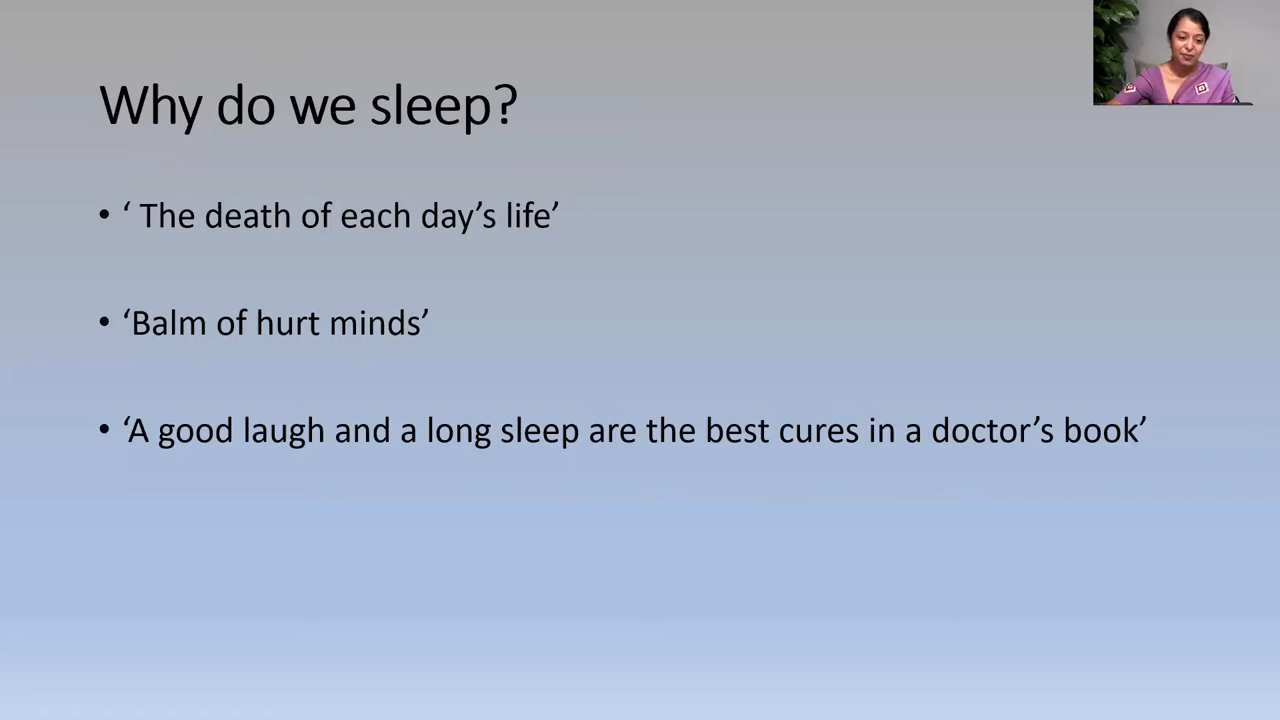 Why do we sleep?
• ‘ The death of each day’s life’
• ‘Balm of hurt minds’
• ‘A good laugh and a long sleep are the best cures in a doctor’s book’